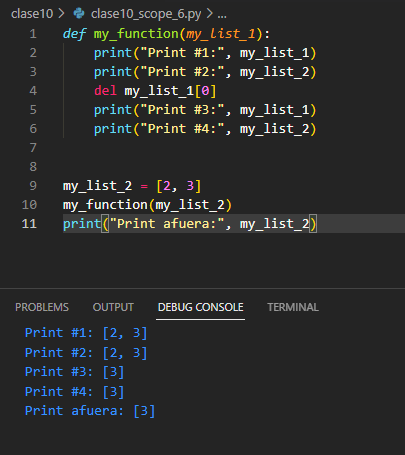 clase10 > clase10_scope_6.py > ...
1 def my_function(my_list_1):
2     print("Print #1:", my_list_1)
3     print("Print #2:", my_list_2)
4     del my_list_1[0]
5     print("Print #3:", my_list_1)
6     print("Print #4:", my_list_2)
7
8
9 my_list_2 = [2, 3]
10 my_function(my_list_2)
11 print("Print afuera:", my_list_2)
PROBLEMS OUTPUT DEBUG CONSOLE TERMINAL
Print #1: [2, 3]
Print #2: [2, 3]
Print #3: [3]
Print #4: [3]
Print afuera: [3]